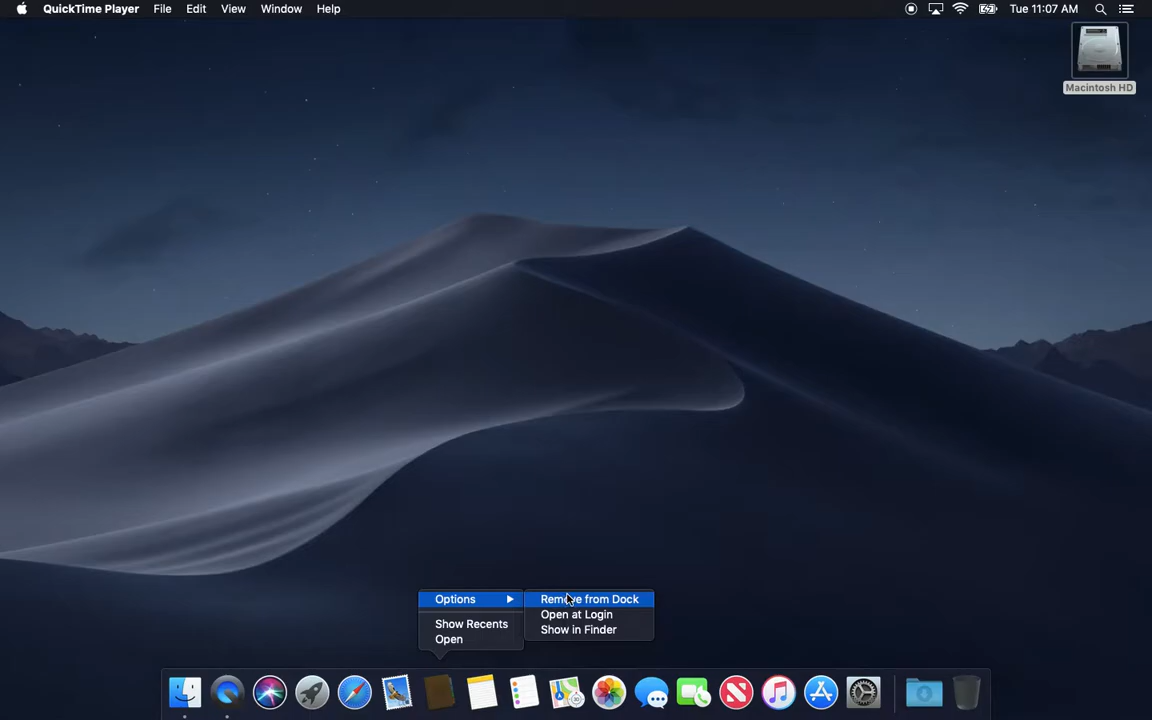 QuickTime Player File Edit View Window Help Tue 11:07 AM
Macintosh HD
Options Remove from Dock
Open at Login
Show Recents
Show in Finder
Open